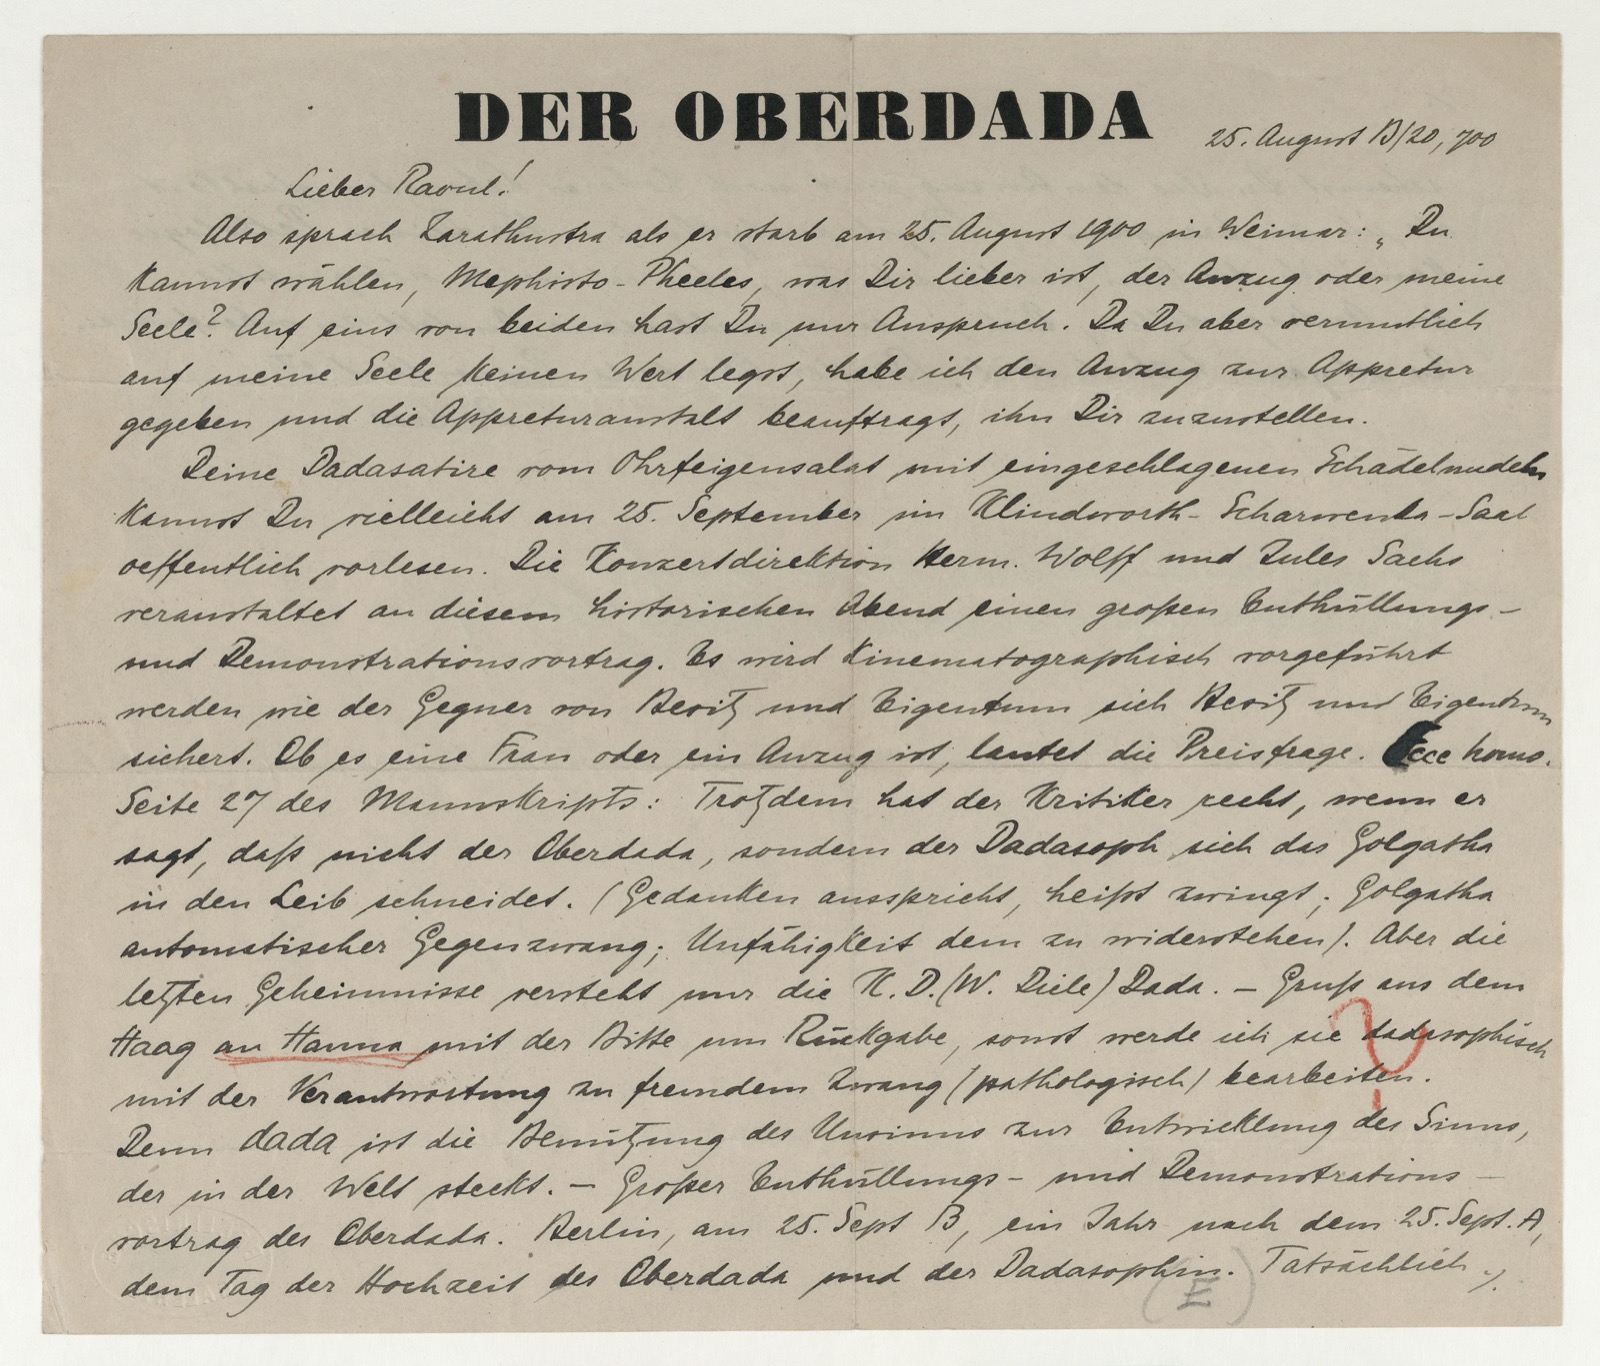 DER OBERDADA
25. August B/20, 700
Lieber Raoul!
Also sprach Zarathustra als er starb am 25. August 1900 in Weimar: „Du
kannst wählen, Mephisto-Pheeles, was Dir lieber ist, der Anzug oder meine
Seele? Auf eins von beiden hast Du nur Anspruch. Da Du aber vermutlich
auf meine Seele keinen Wert legst, habe ich den Anzug zur Appretur
gegeben und die Appreturanstalt beauftragt, ihn Dir zuzustellen.
Deine Dadasatire vom Ohrfeigensalat mit eingeschlagenen Schädelnudeln
kannst Du vielleicht am 25. September im Klindworth-Scharwenka-Saal
oeffentlich vorlesen. Die Konzertdirektion Herm. Wolff und Jules Sachs
veranstaltet an diesem historischen Abend einen großen Enthüllungs-
und Demonstrationsvortrag. Es wird kinematographisch vorgeführt
werden wie der Gegner von Besitz und Eigentum sich Besitz und Eigentum
sichert. Ob es eine Frau oder ein Anzug ist, lautet die Preisfrage. Ecce homo.
Seite 27 des Manuskripts: Trotzdem hat der Kritiker recht, wenn er
sagt, daß nicht der Oberdada, sondern der Dadasoph sich das Golgatha
in den Leib schneidet. (Gedanken ausspricht, heißt zwingt; Golgatha
automatischer Gegenzwang; Unfähigkeit dem zu widerstehen). Aber die
letzten Geheimnisse versteht nur die K. D. (W. Diele) Dada. – Gruß aus dem
Haag an Hanna mit der Bitte um Rückgabe, sonst werde ich sie dadasophisch
mit der Verantwortung zu fremdem Zwang (pathologisch) bearbeiten.
Denn dada ist die Benützung des Unsinns zur Entwicklung des Sinns,
der in der Welt steckt. – Großer Enthüllungs- und Demonstrations-
vortrag des Oberdada. Berlin, am 25. Sept B, ein Jahr nach dem 25. Sept. A,
dem Tag der Hochzeit des Oberdada und der Dadasophin. Tatsächlich